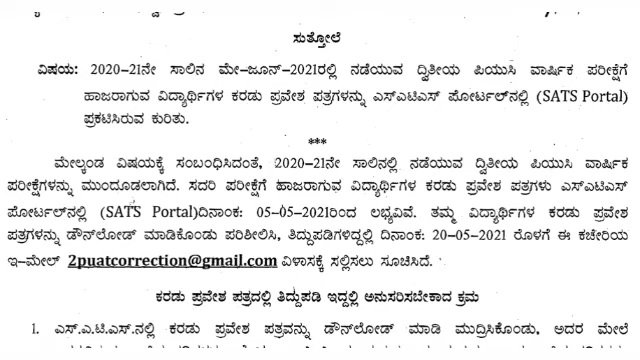 ಸುತ್ತೋಲೆ
ವಿಷಯ: 2020-21ನೇ ಸಾಲಿನ ಮೇ-ಜೂನ್-2021ರಲ್ಲಿ ನಡೆಯುವ ದ್ವಿತೀಯ ಪಿಯುಸಿ ವಾರ್ಷಿಕ ಪರೀಕ್ಷೆಗೆ
ಹಾಜರಾಗುವ ವಿದ್ಯಾರ್ಥಿಗಳ ಕರಡು ಪ್ರವೇಶ ಪತ್ರಗಳನ್ನು ಎಸ್‌ಎಟಿಎಸ್ ಪೋರ್ಟಲ್‌ನಲ್ಲಿ (SATS Portal)
ಪ್ರಕಟಿಸಿರುವ ಕುರಿತು.
***
ಮೇಲ್ಕಂಡ ವಿಷಯಕ್ಕೆ ಸಂಬಂಧಿಸಿದಂತೆ, 2020-21ನೇ ಸಾಲಿನಲ್ಲಿ ನಡೆಯುವ ದ್ವಿತೀಯ ಪಿಯುಸಿ ವಾರ್ಷಿಕ
ಪರೀಕ್ಷೆಗಳನ್ನು ಮುಂದೂಡಲಾಗಿದೆ. ಸದರಿ ಪರೀಕ್ಷೆಗೆ ಹಾಜರಾಗುವ ವಿದ್ಯಾರ್ಥಿಗಳ ಕರಡು ಪ್ರವೇಶ ಪತ್ರಗಳು ಎಸ್‌ಎಟಿಎಸ್
ಪೋರ್ಟಲ್‌ನಲ್ಲಿ (SATS Portal)ದಿನಾಂಕ: 05-05-2021ರಿಂದ ಲಭ್ಯವಿವೆ. ತಮ್ಮ ವಿದ್ಯಾರ್ಥಿಗಳ ಕರಡು ಪ್ರವೇಶ
ಪತ್ರಗಳನ್ನು ಡೌನ್‌ಲೋಡ್ ಮಾಡಿಕೊಂಡು ಪರಿಶೀಲಿಸಿ, ತಿದ್ದುಪಡಿಗಳಿದ್ದಲ್ಲಿ ದಿನಾಂಕ: 20-05-2021 ರೊಳಗೆ ಈ ಕಚೇರಿಯ
ಇ-ಮೇಲ್ 2puatcorrection@gmail.com ವಿಳಾಸಕ್ಕೆ ಸಲ್ಲಿಸಲು ಸೂಚಿಸಿದೆ.
ಕರಡು ಪ್ರವೇಶ ಪತ್ರದಲ್ಲಿ ತಿದ್ದುಪಡಿ ಇದ್ದಲ್ಲಿ ಅನುಸರಿಸಬೇಕಾದ ಕ್ರಮ
1. ಎಸ್.ಎ.ಟಿ.ಎಸ್.ನಲ್ಲಿ ಕರಡು ಪ್ರವೇಶ ಪತ್ರವನ್ನು ಡೌನ್‌ಲೋಡ್ ಮಾಡಿ ಮುದ್ರಿಸಿಕೊಂಡು, ಅದರ ಮೇಲೆ